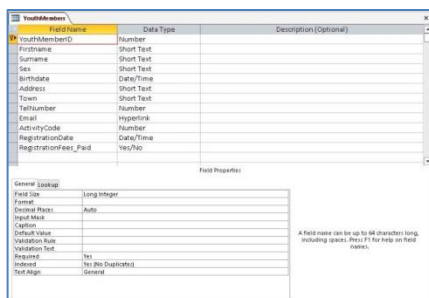 YouthMembers
Field Name Data Type Description (Optional)
YouthMemberID Number
Firstname Short Text
Surname Short Text
Sex Short Text
Birthdate Date/Time
Address Short Text
Town Short Text
TelNumber Number
Email Hyperlink
ActivityCode Number
RegistrationDate Date/Time
RegistrationFees_Paid Yes/No
Field Properties
General Lookup
Field Size Long Integer
Format
Decimal Places Auto
Input Mask
Caption
Default Value
Validation Rule
Validation Text
Required Yes
Indexed Yes (No Duplicates)
Text Align General
A field name can be up to 64 characters long,
including spaces. Press F1 for help on field
names.